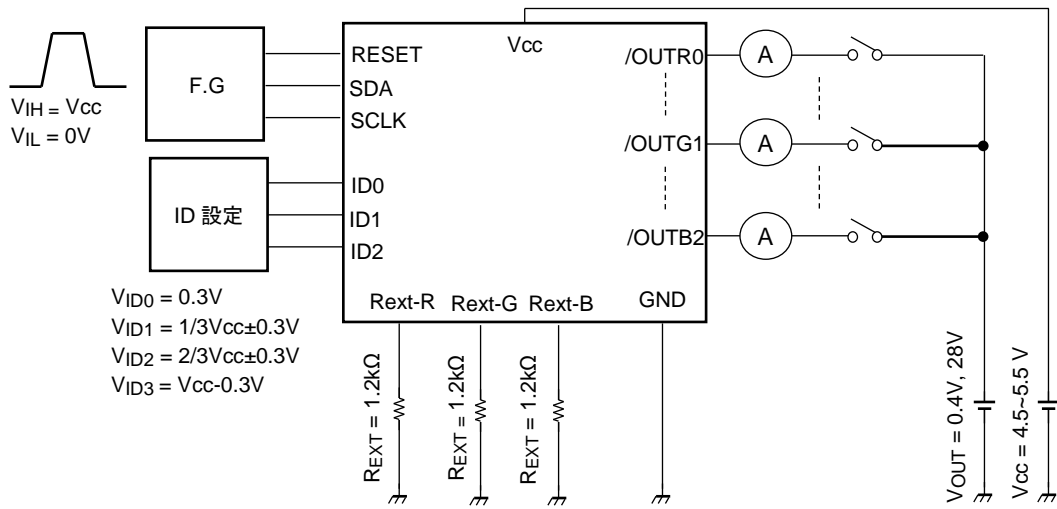 Vcc
RESET
SDA
SCLK
F.G
VIH = Vcc
VIL = 0V
ID 設定
ID0
ID1
ID2
VID0 = 0.3V
VID1 = 1/3Vcc±0.3V
VID2 = 2/3Vcc±0.3V
VID3 = Vcc-0.3V
/OUTR0
A
/OUTG1
A
/OUTB2
A
Rext-R
Rext-G
Rext-B
GND
REXT = 1.2kΩ
REXT = 1.2kΩ
REXT = 1.2kΩ
VOUT = 0.4V, 28V
Vcc = 4.5~5.5 V